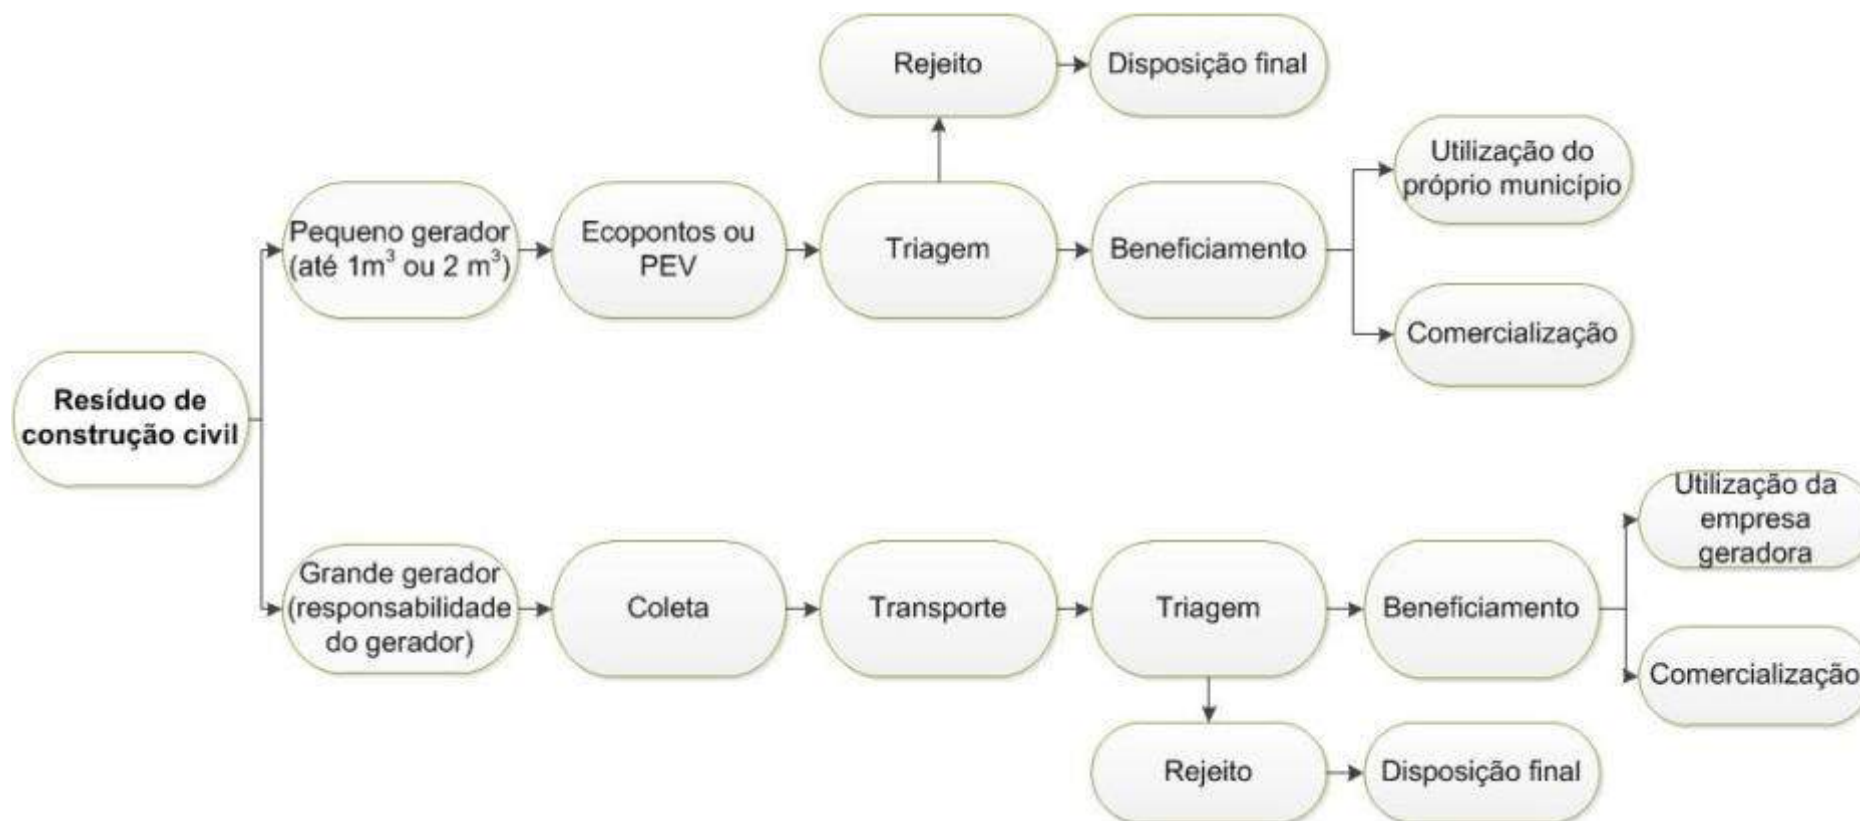 Rejeito
Disposição final
Utilização do
próprio município
Pequeno gerador
(até 1m³ ou 2 m³)
Ecopontos ou
PEV
Triagem
Beneficiamento
Comercialização
Resíduo de
construção civil
Utilização da
empresa
geradora
Grande gerador
(responsabilidade
do gerador)
Coleta
Transporte
Triagem
Beneficiamento
Comercialização
Rejeito
Disposição final